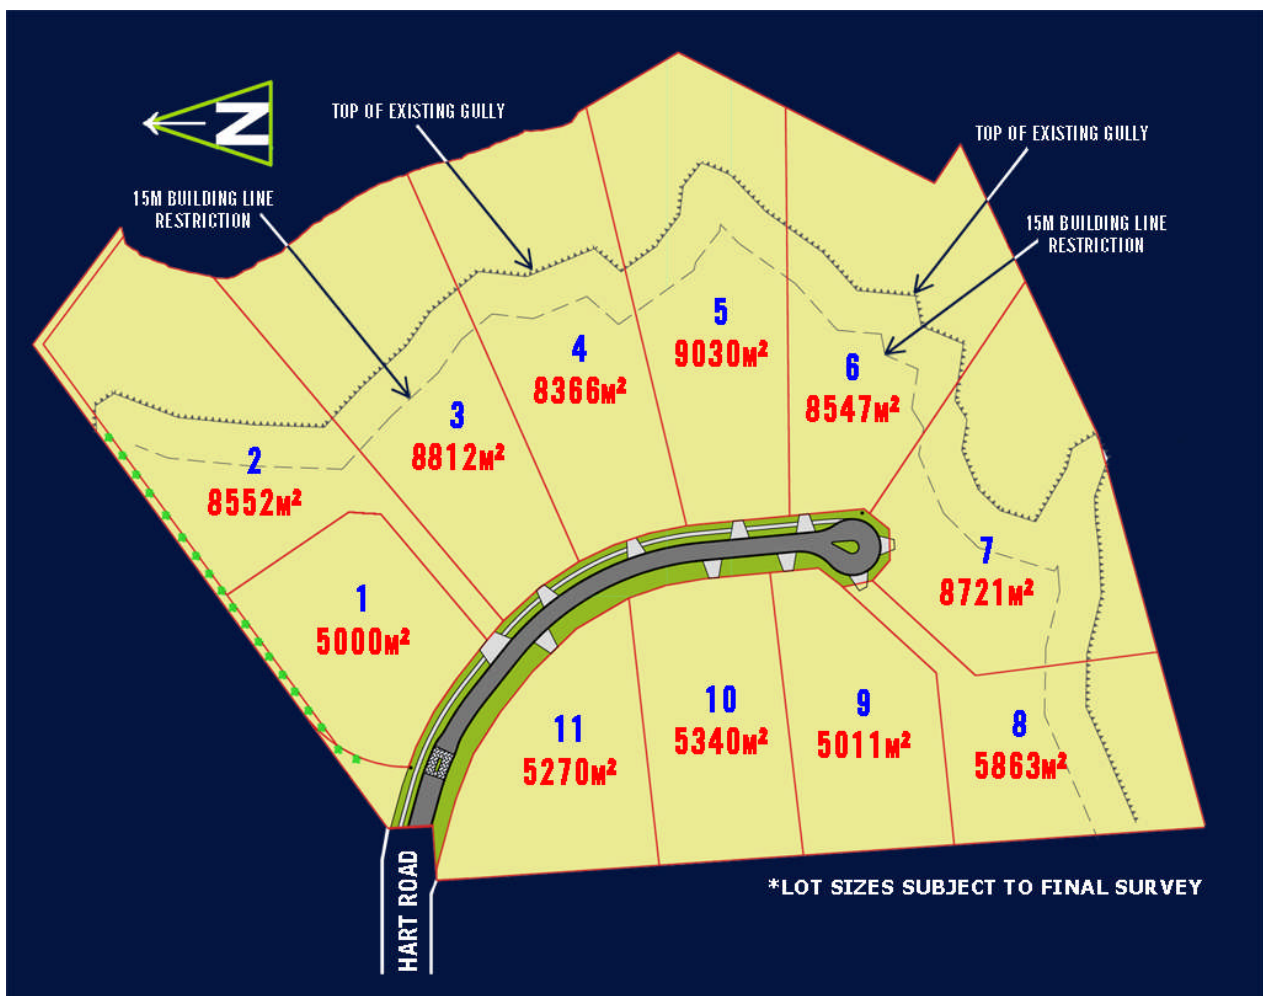 N
TOP OF EXISTING GULLY
TOP OF EXISTING GULLY
15M BUILDING LINE
RESTRICTION
15M BUILDING LINE
RESTRICTION
5
9030M²
4
8366M²
6
8547M²
3
8812M²
2
8552M²
7
8721M²
1
5000M²
10
5340M²
9
5011M²
8
5863M²
11
5270M²
HART ROAD
*LOT SIZES SUBJECT TO FINAL SURVEY